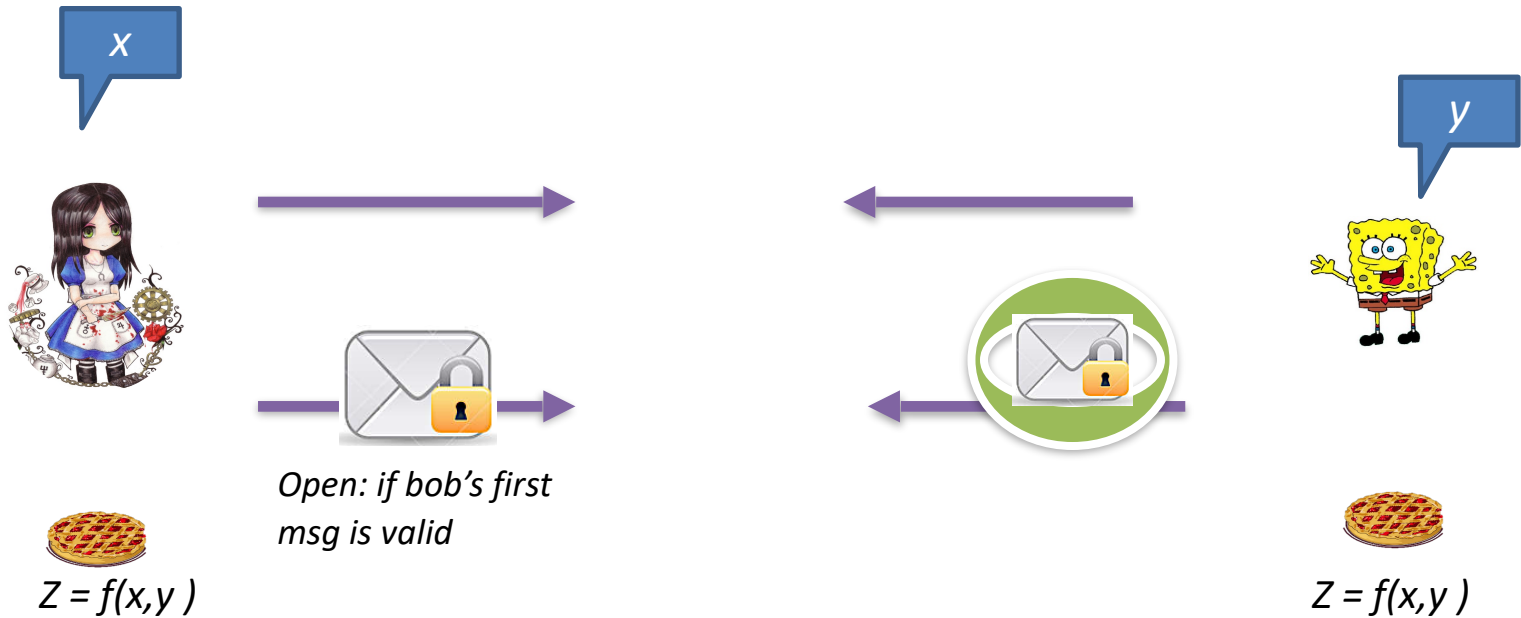 x
y
Open: if bob’s first
msg is valid
Z = f(x,y )
Z = f(x,y )